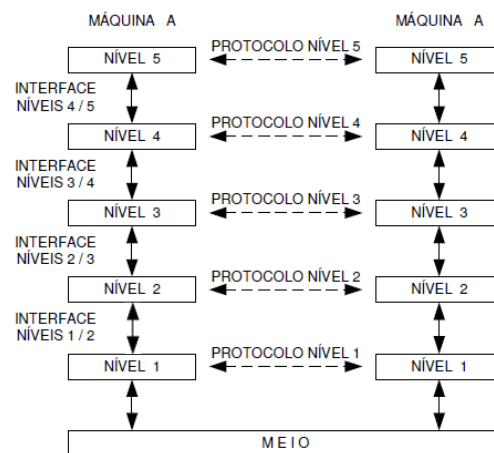 MÁQUINA A
MÁQUINA A
NÍVEL 5
PROTOCOLO NÍVEL 5
NÍVEL 5
INTERFACE
NÍVEIS 4 / 5
NÍVEL 4
PROTOCOLO NÍVEL 4
NÍVEL 4
INTERFACE
NÍVEIS 3 / 4
NÍVEL 3
PROTOCOLO NÍVEL 3
NÍVEL 3
INTERFACE
NÍVEIS 2 / 3
NÍVEL 2
PROTOCOLO NÍVEL 2
NÍVEL 2
INTERFACE
NÍVEIS 1 / 2
NÍVEL 1
PROTOCOLO NÍVEL 1
NÍVEL 1
M E I O